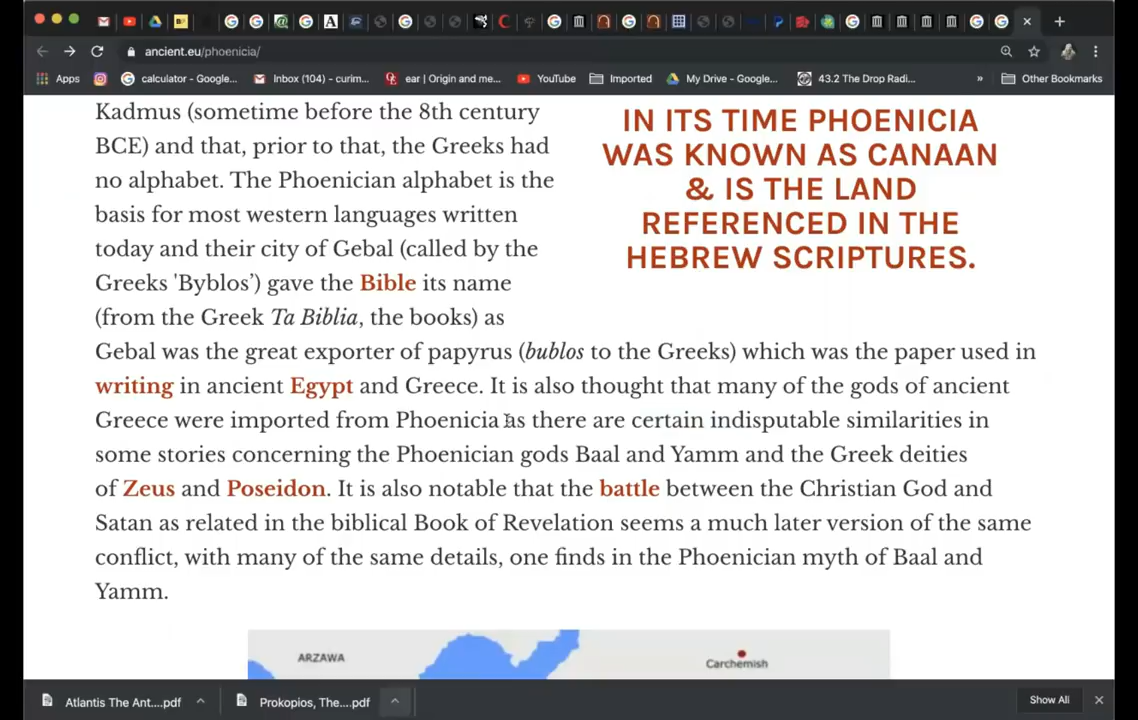 ancient.eu/phoenicia/
Apps
calculator - Google...
Inbox (104) – curim...
ear | Origin and me...
YouTube
Imported
My Drive - Google...
43.2 The Drop Radi...
»
Other Bookmarks
Kadmus (sometime before the 8th century
BCE) and that, prior to that, the Greeks had
no alphabet. The Phoenician alphabet is the
basis for most western languages written
today and their city of Gebal (called by the
Greeks 'Byblos’) gave the Bible its name
(from the Greek Ta Biblia, the books) as
Gebal was the great exporter of papyrus (bublos to the Greeks) which was the paper used in
writing in ancient Egypt and Greece. It is also thought that many of the gods of ancient
Greece were imported from Phoenicia as there are certain indisputable similarities in
some stories concerning the Phoenician gods Baal and Yamm and the Greek deities
of Zeus and Poseidon. It is also notable that the battle between the Christian God and
Satan as related in the biblical Book of Revelation seems a much later version of the same
conflict, with many of the same details, one finds in the Phoenician myth of Baal and
Yamm.
IN ITS TIME PHOENICIA
WAS KNOWN AS CANAAN
& IS THE LAND
REFERENCED IN THE
HEBREW SCRIPTURES.
ARZAWA
Carchemish
Atlantis The Ant....pdf
Prokopios, The....pdf
Show All